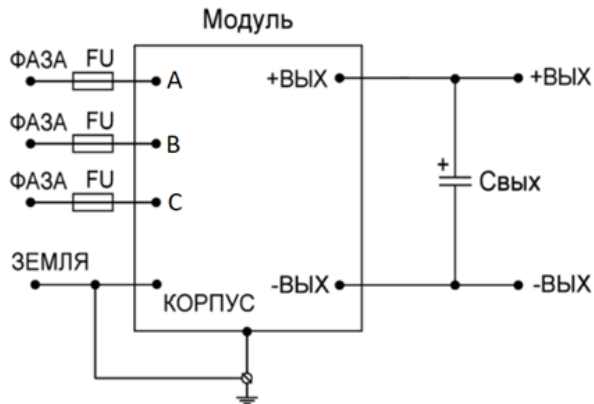 Модуль
ФАЗА FU
A
+ВЫХ
+ВЫХ
ФАЗА FU
B
+
Свых
ФАЗА FU
C
ЗЕМЛЯ
КОРПУС
-ВЫХ
-ВЫХ